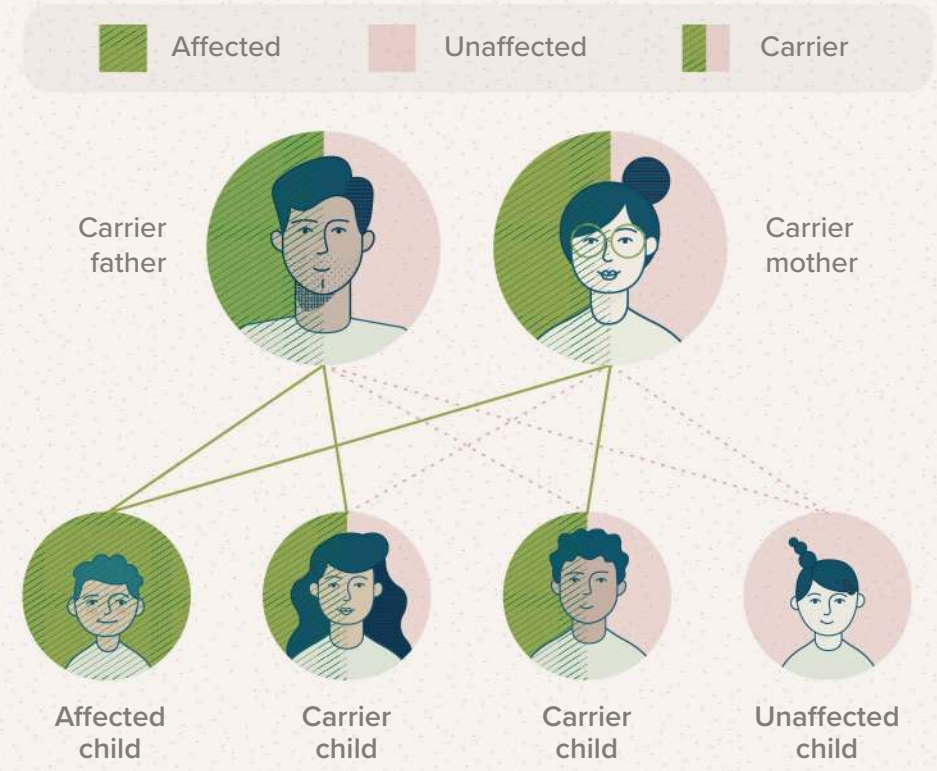 Affected
Unaffected
Carrier
Carrier
father
Carrier
mother
Affected
child
Carrier
child
Carrier
child
Unaffected
child